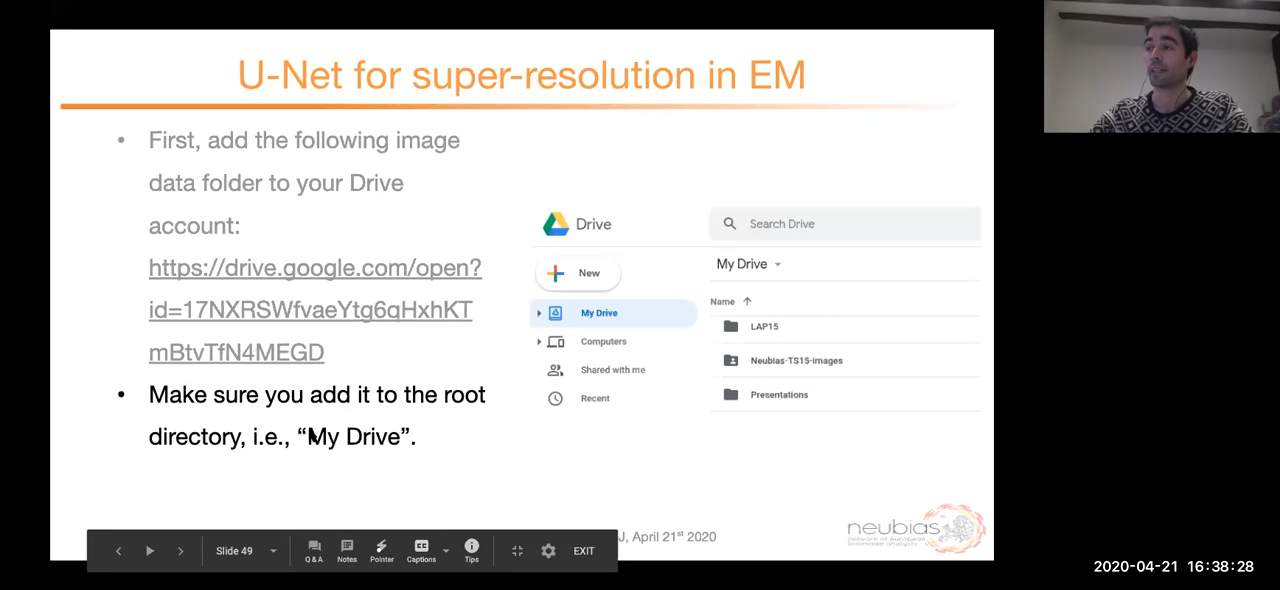 U-Net for super-resolution in EM
• First, add the following image
data folder to your Drive
account:
https://drive.google.com/open?
id=17NXRSWfvaeYtg6qHxhKT
mBtvTfN4MEGD
• Make sure you add it to the root
directory, i.e., “My Drive”.
Drive
Search Drive
New
My Drive
My Drive
Computers
Shared with me
Recent
Name
LAP15
Neubias-TS15-images
Presentations
J, April 21st 2020
neubias
Slide 49
Q & A
Notes
Pointer
Captions
Tips
EXIT
2020-04-21 16:38:28